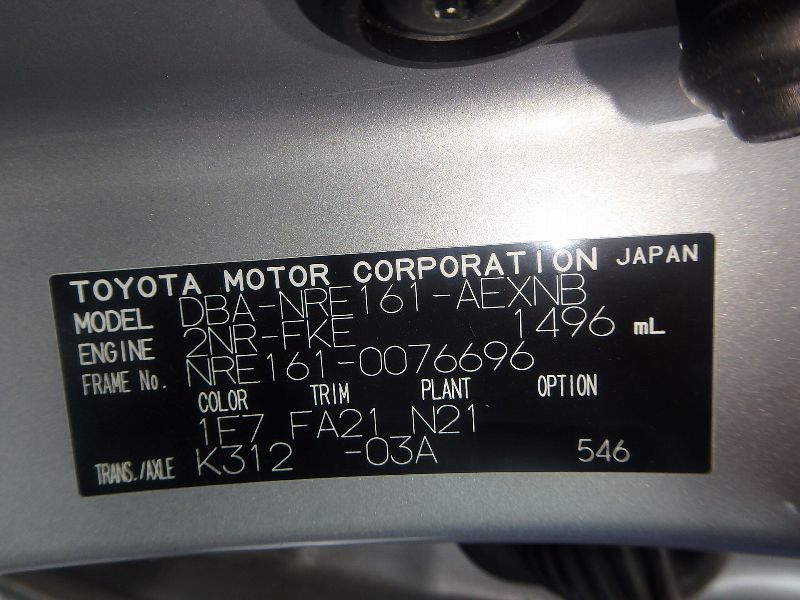 TOYOTA MOTOR CORPORATION JAPAN
MODEL DBA-NRE161-AEXNB
ENGINE 2NR-FKE 1496 mL
FRAME No. NRE161-0076696
COLOR TRIM PLANT OPTION
1E7 FA21 N21
TRANS./AXLE K312 -03A 546